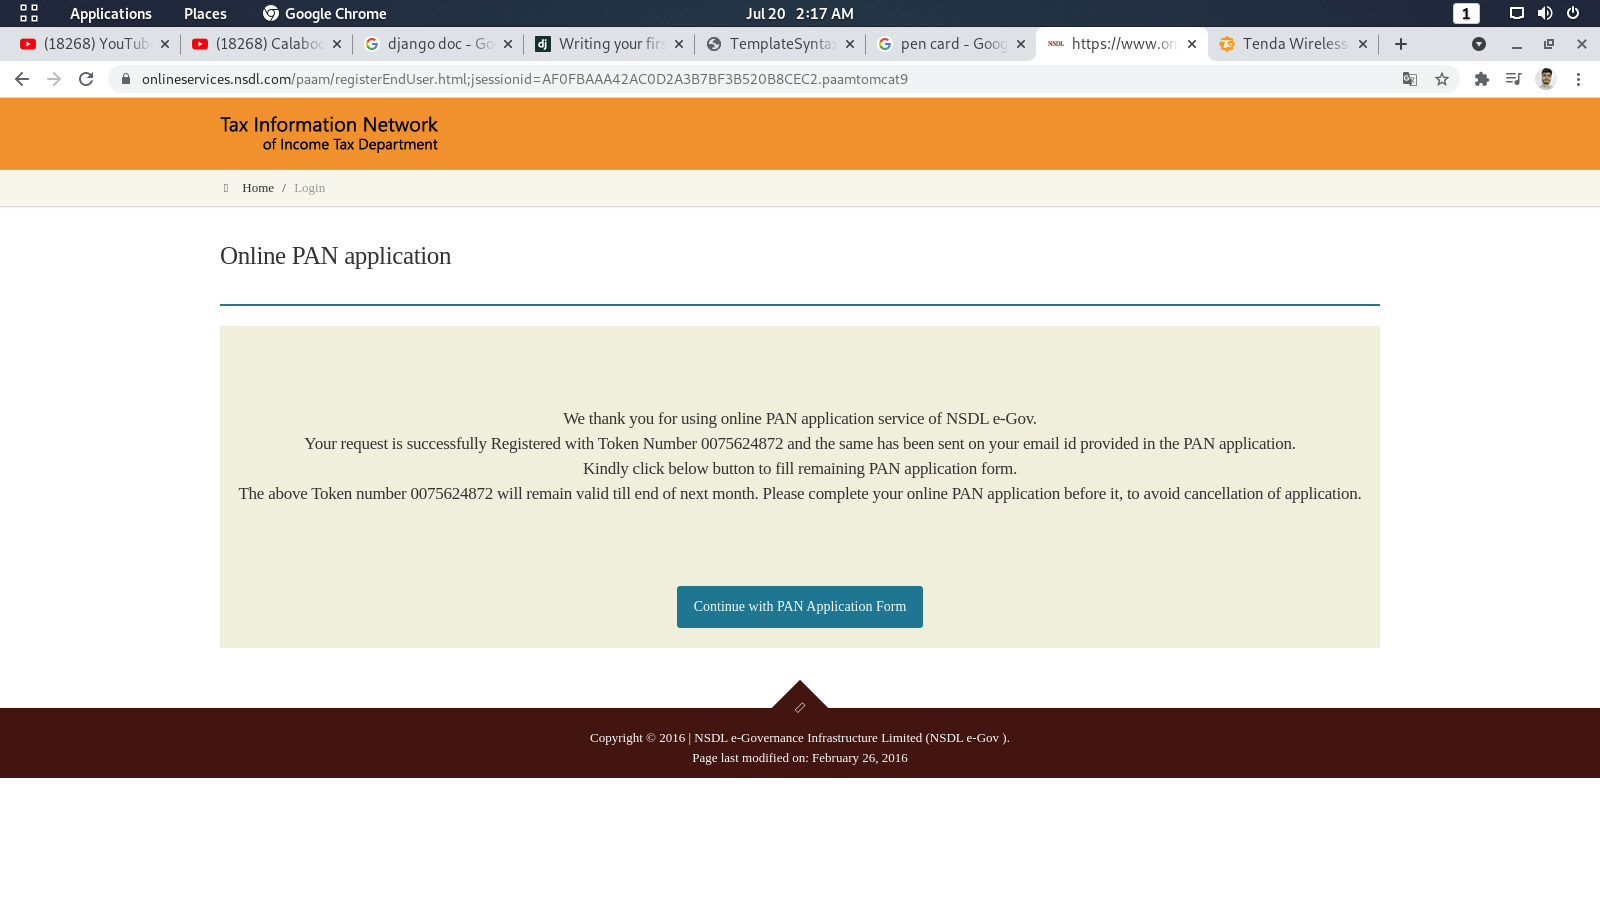 Applications Places Google Chrome Jul 20 2:17 AM 1
(18268) YouTub (18268) Calaboo django doc - Go Writing your firs TemplateSynta pen card - Goog https://www.on Tenda Wireless
onlineservices.nsdl.com/paam/registerEndUser.html;jsessionid=AF0FBAAA42AC0D2A3B7BF3B520B8CEC2.paamtomcat9
Tax Information Network
of Income Tax Department
Home / Login
Online PAN application
We thank you for using online PAN application service of NSDL e-Gov.
Your request is successfully Registered with Token Number 0075624872 and the same has been sent on your email id provided in the PAN application.
Kindly click below button to fill remaining PAN application form.
The above Token number 0075624872 will remain valid till end of next month. Please complete your online PAN application before it, to avoid cancellation of application.
Continue with PAN Application Form
Copyright © 2016 | NSDL e-Governance Infrastructure Limited (NSDL e-Gov ).
Page last modified on: February 26, 2016